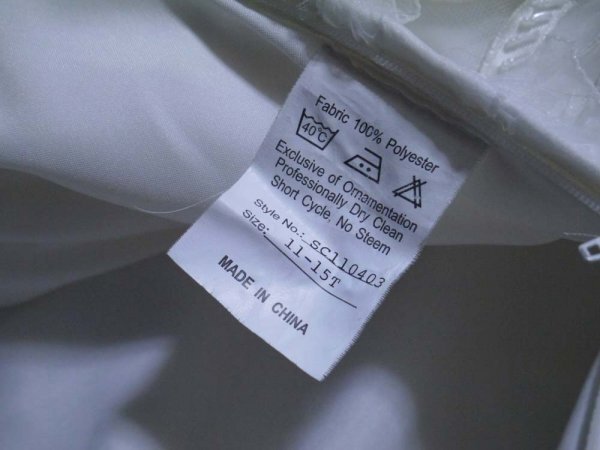 Fabric 100% Polyester
40°C
Exclusive of Ornamentation
Professionally Dry Clean
Short Cycle. No Steem
Style No.: SC110403
Size: 11-15T
MADE IN CHINA